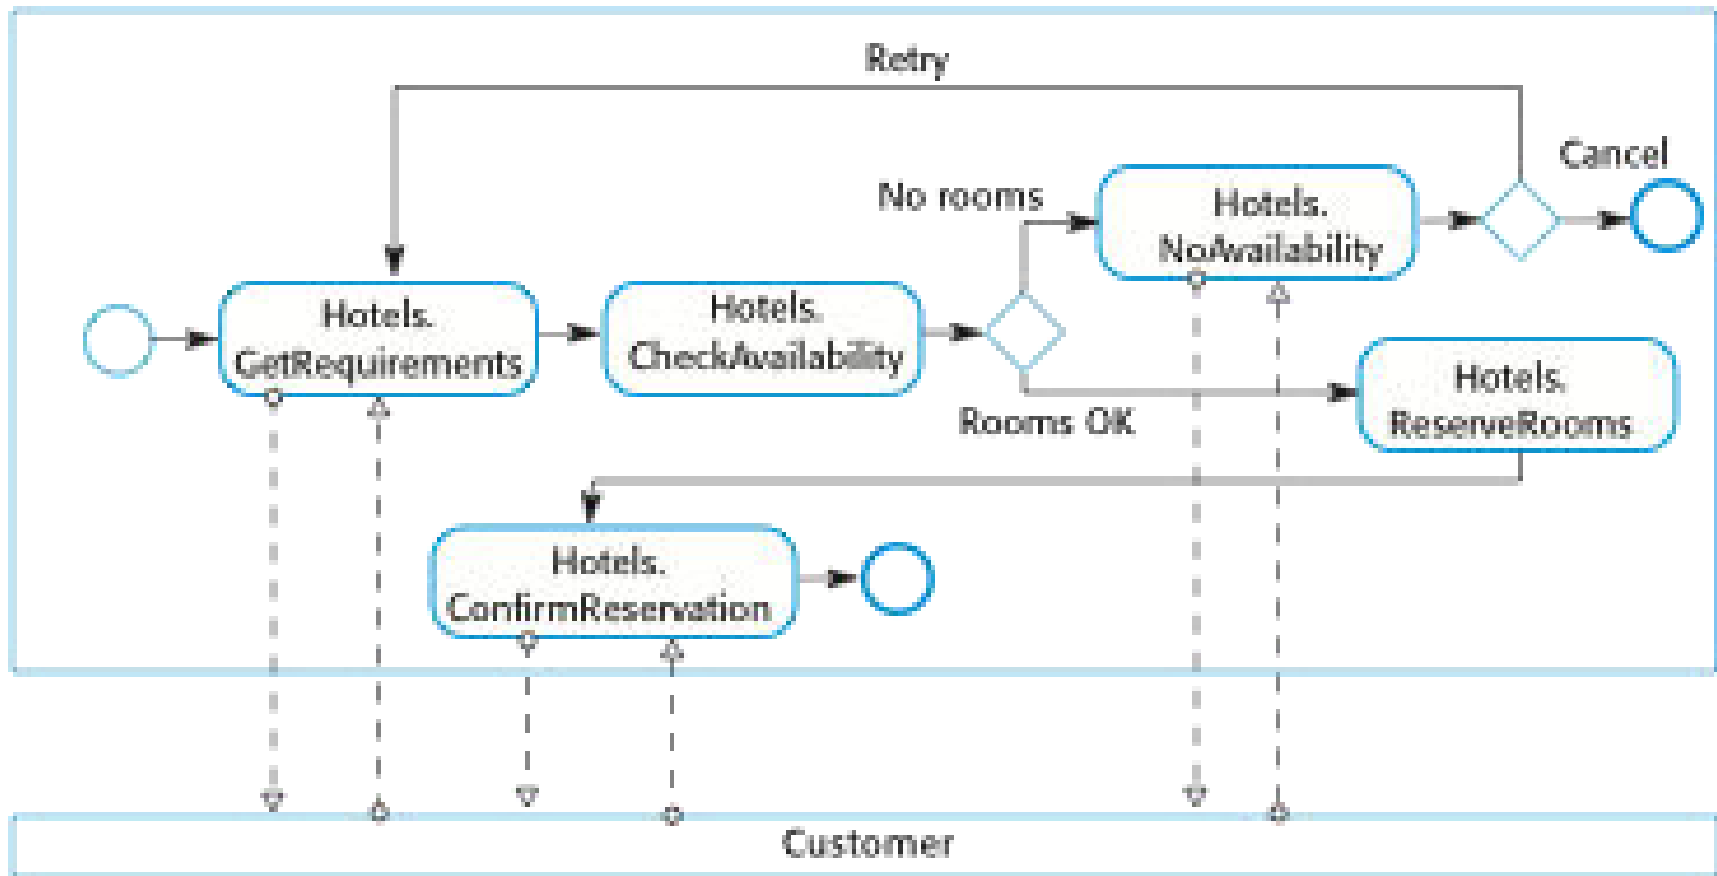 Retry
Cancel
No rooms
Hotels.
NoAvailability
Hotels.
GetRequirements
Hotels.
CheckAvailability
Hotels.
ReserveRooms
Rooms OK
Hotels.
ConfirmReservation
Customer